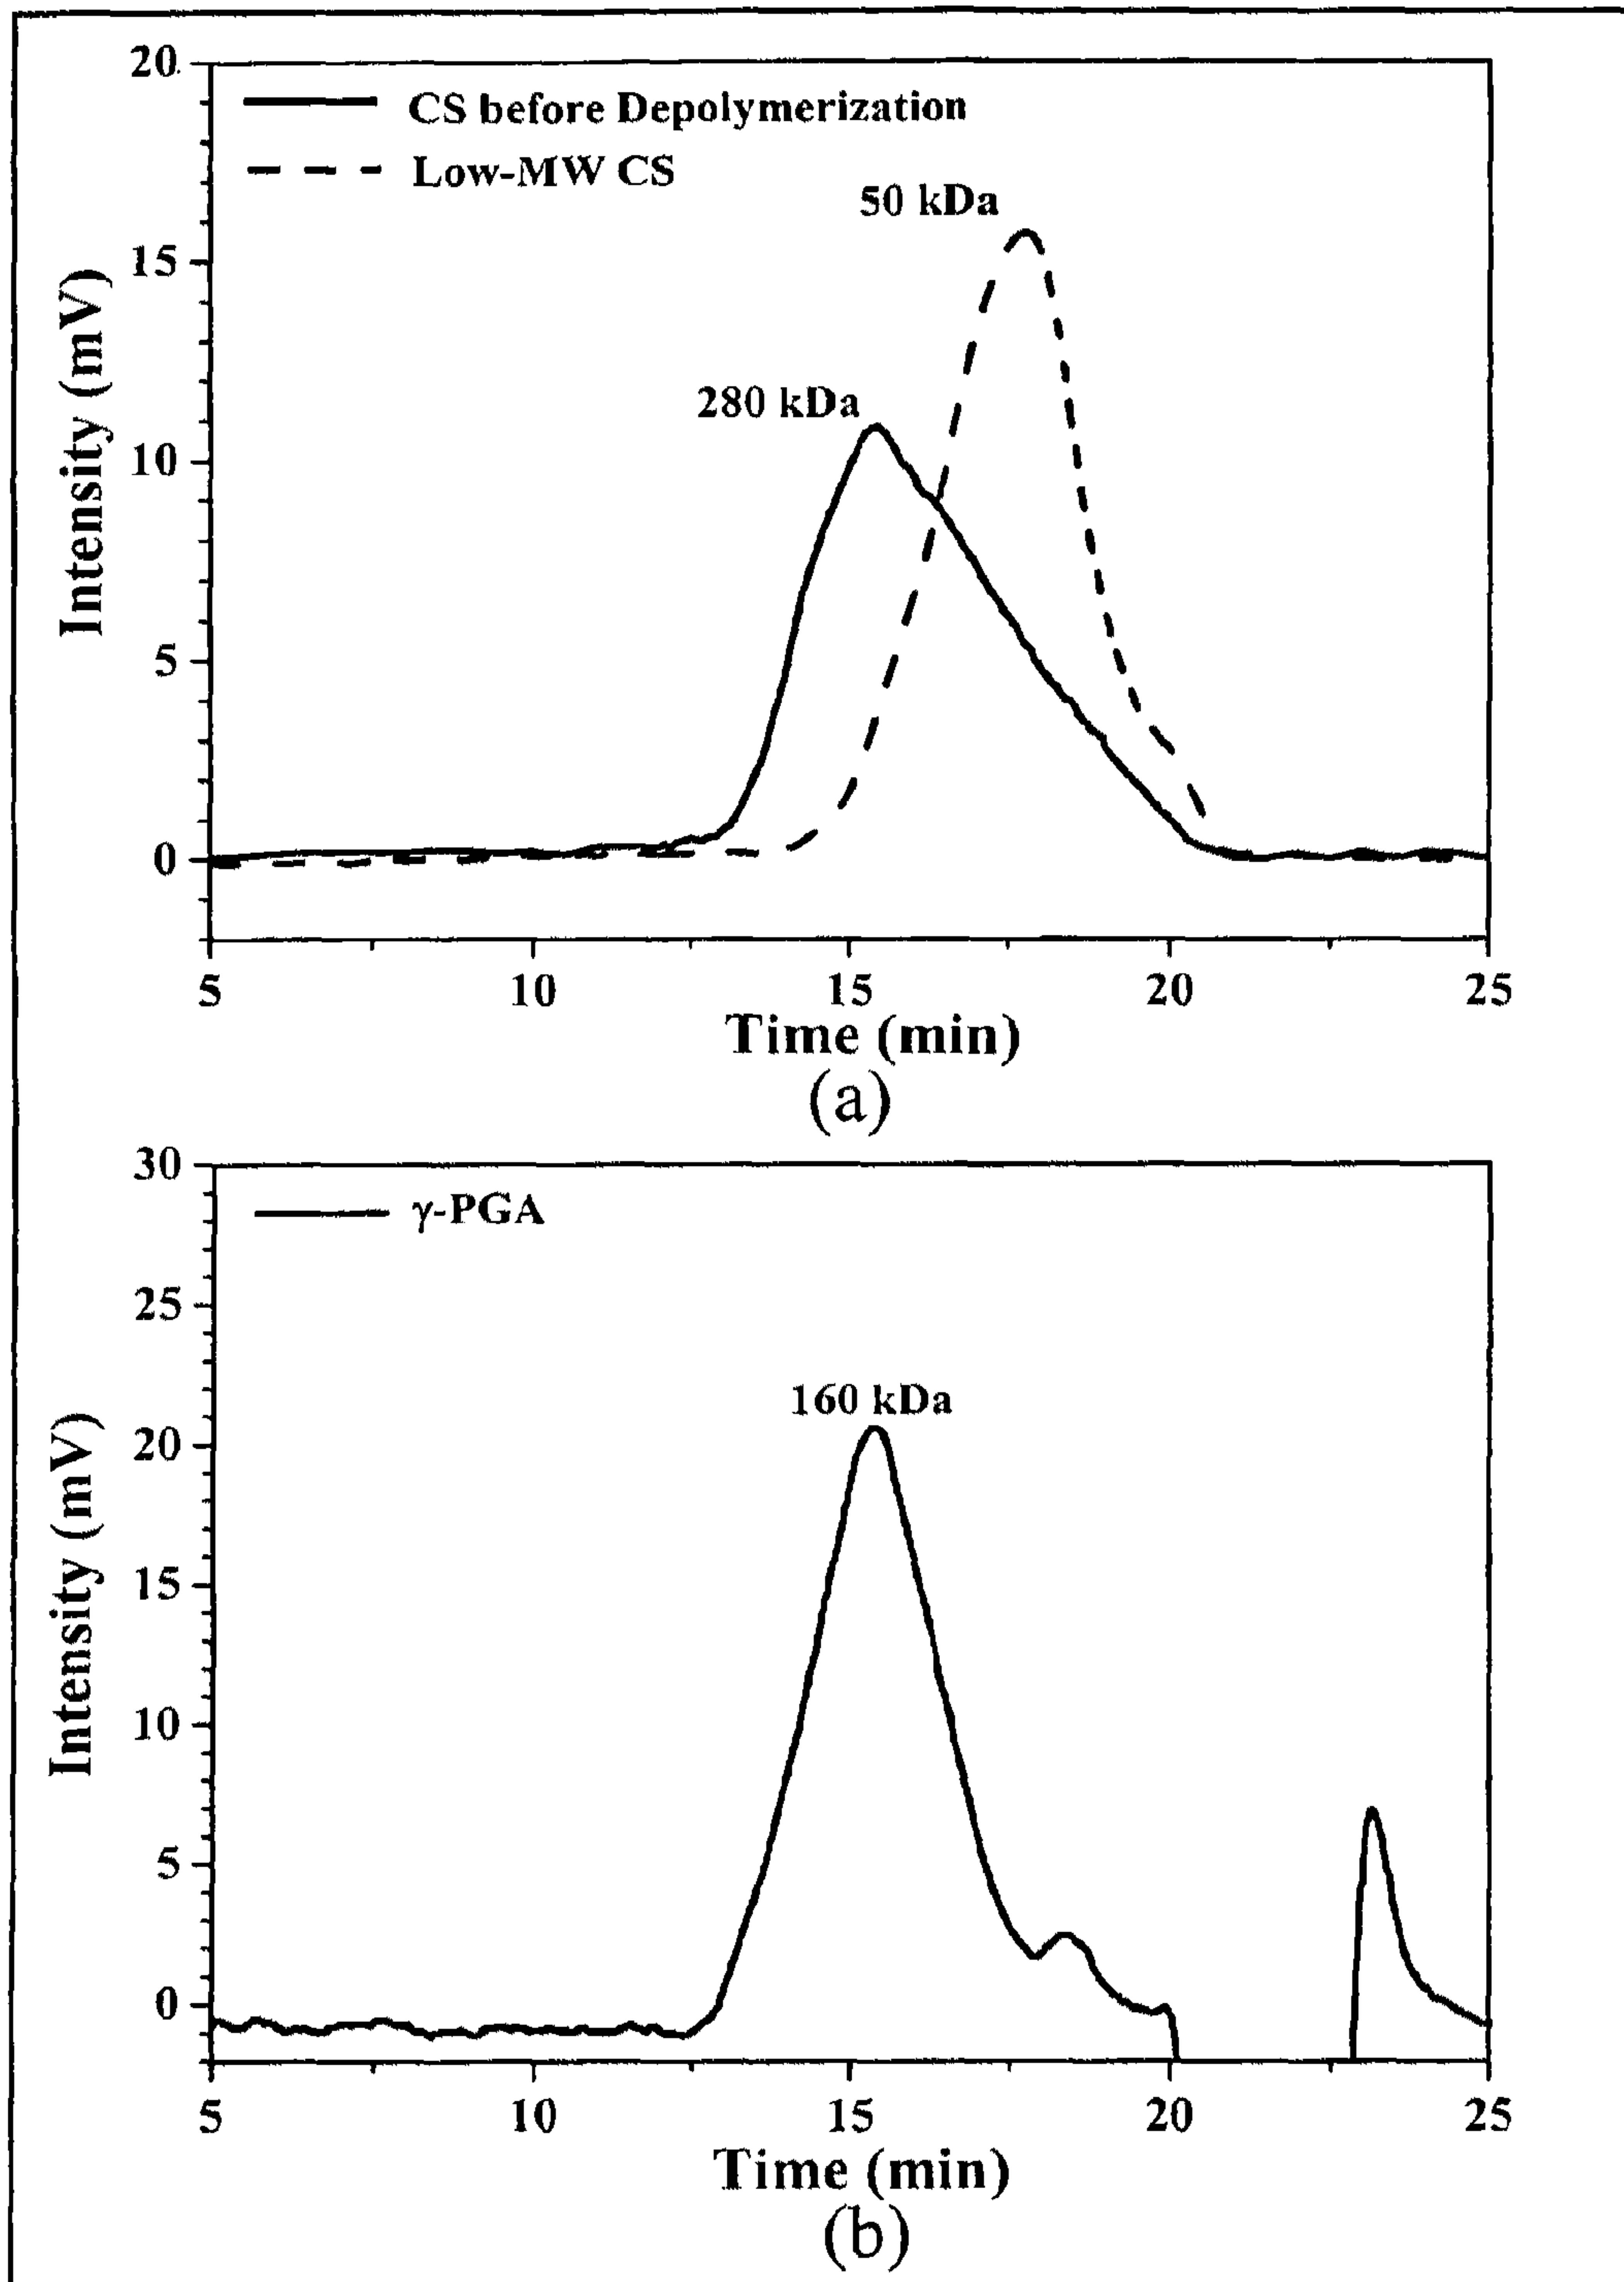 20
CS before Depolymerization
Low-MW CS
50 kDa
15
280 kDa
10
5
0
Intensity (mV)
5 10 15 20 25
Time (min)
(a)
30
γ-PGA
25
160 kDa
20
15
10
5
0
Intensity (mV)
5 10 15 20 25
Time (min)
(b)